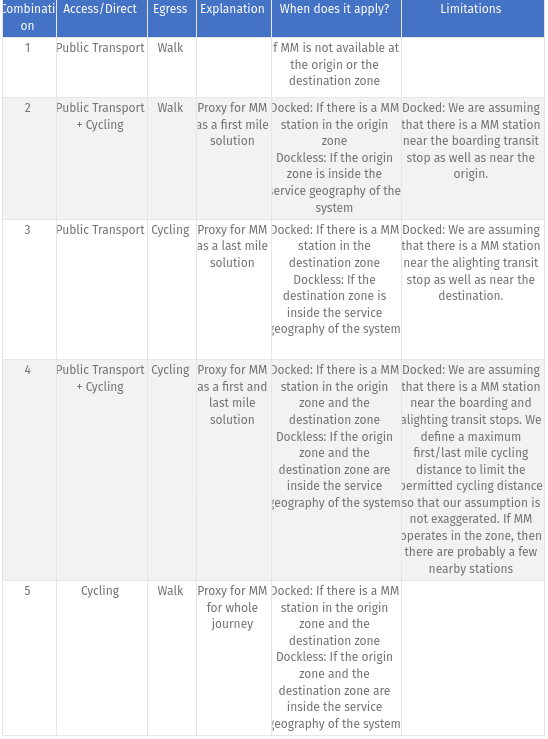 Combinati
on
Access/Direct
Egress
Explanation
When does it apply?
Limitations
1
Public Transport
Walk
f MM is not available at
the origin or the
destination zone
2
Public Transport
+ Cycling
Walk
Proxy for MM
as a first mile
solution
Docked: If there is a MM
station in the origin
zone
Dockless: If the origin
zone is inside the
service geography of the
system
Docked: We are assuming
that there is a MM station
near the boarding transit
stop as well as near the
origin.
3
Public Transport
Cycling
Proxy for MM
as a last mile
solution
Docked: If there is a MM
station in the
destination zone
Dockless: If the
destination zone is
inside the service
geography of the system
Docked: We are assuming
that there is a MM station
near the alighting transit
stop as well as near the
destination.
4
Public Transport
+ Cycling
Cycling
Proxy for MM
as a first and
last mile
solution
Docked: If there is a MM
station in the origin
zone and the
destination zone
Dockless: If the origin
zone and the
destination zone are
inside the service
geography of the system
Docked: We are assuming
that there is a MM station
near the boarding and
alighting transit stops. We
define a maximum
first/last mile cycling
distance to limit the
permitted cycling distance
so that our assumption is
not exaggerated. If MM
operates in the zone, then
there are probably a few
nearby stations
5
Cycling
Walk
Proxy for MM
for whole
journey
Docked: If there is a MM
station in the origin
zone and the
destination zone
Dockless: If the origin
zone and the
destination zone are
inside the service
geography of the system